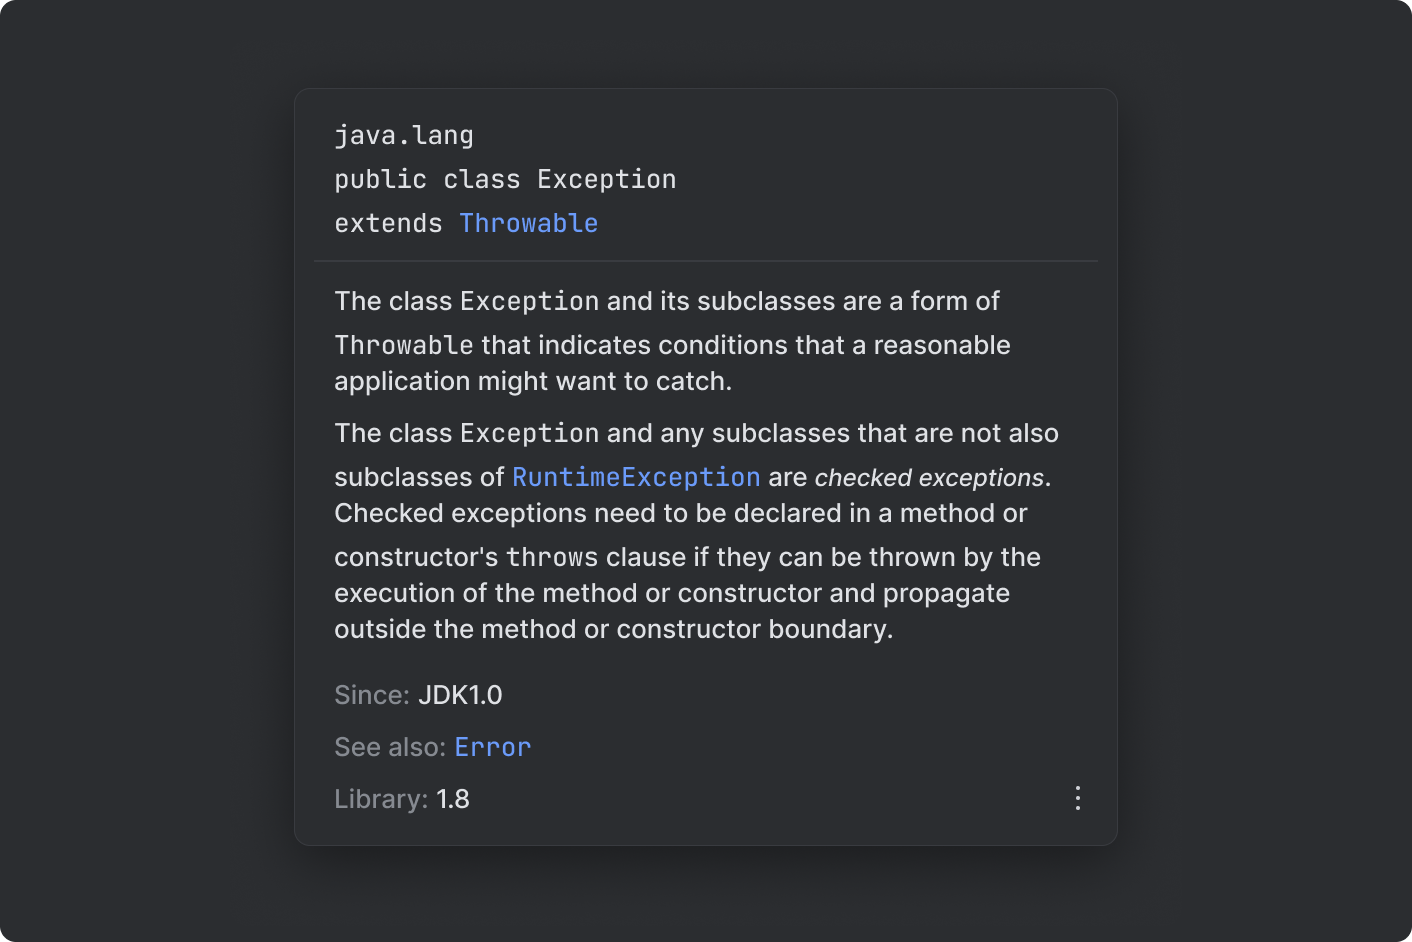 java.lang
public class Exception
extends Throwable
The class Exception and its subclasses are a form of
Throwable that indicates conditions that a reasonable
application might want to catch.
The class Exception and any subclasses that are not also
subclasses of RuntimeException are checked exceptions.
Checked exceptions need to be declared in a method or
constructor's throws clause if they can be thrown by the
execution of the method or constructor and propagate
outside the method or constructor boundary.
Since: JDK1.0
See also: Error
Library: 1.8